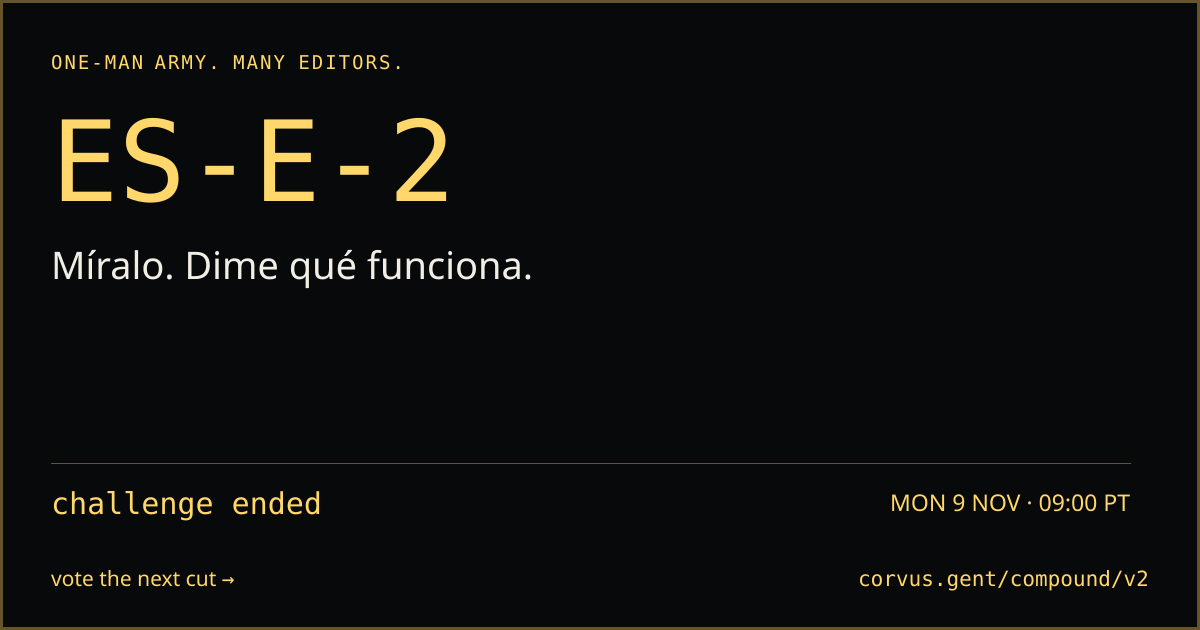 ONE-MAN ARMY. MANY EDITORS.
ES-E-2
Míralo. Dime qué funciona.
challenge ended
MON 9 NOV · 09:00 PT
vote the next cut →
corvus.gent/compound/v2